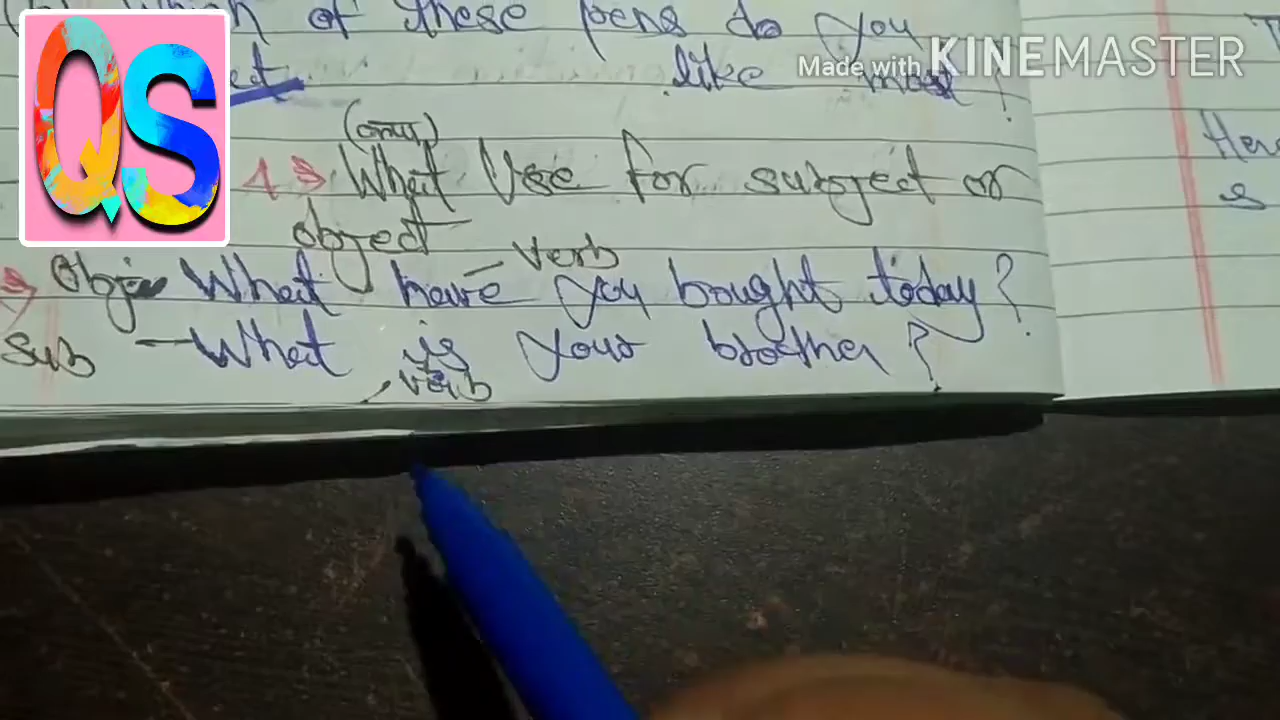 which of these pens do you
like most ?
QS
Made with KINEMASTER
(क्या)
4 → What Use for subject or
object
verb
Obj What have you bought today?
Sub - What is your brother ?
verb